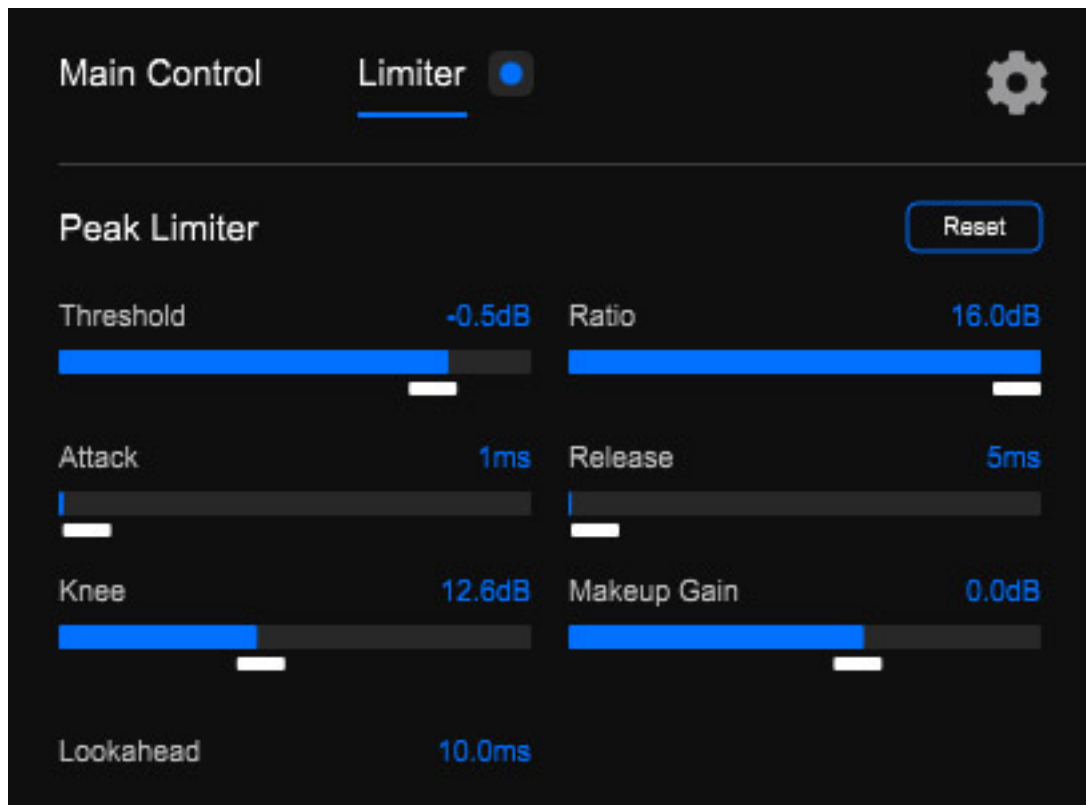 Main Control Limiter
Peak Limiter Reset
Threshold -0.5dB Ratio 16.0dB
Attack 1ms Release 5ms
Knee 12.6dB Makeup Gain 0.0dB
Lookahead 10.0ms